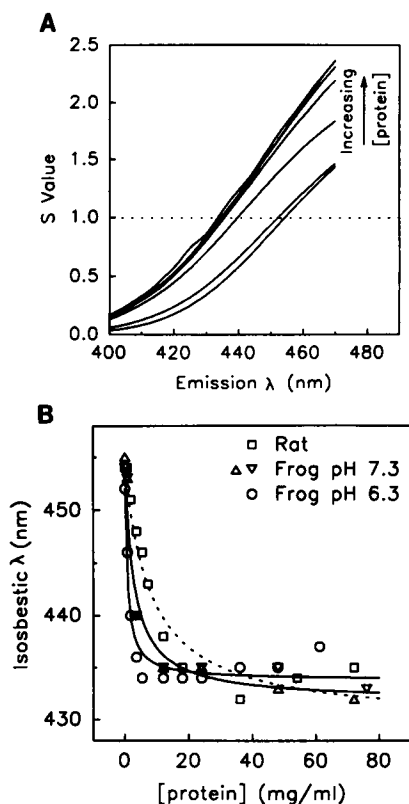 A
2.5
2.0
1.5
1.0
0.5
0.0
S Value
Increasing
[protein]
400 420 440 460 480
Emission λ (nm)
B
□ Rat
△ ▽ Frog pH 7.3
○ Frog pH 6.3
450
440
430
Isosbestic λ
(nm)
0 20 40 60 80
[protein] (mg/ml)